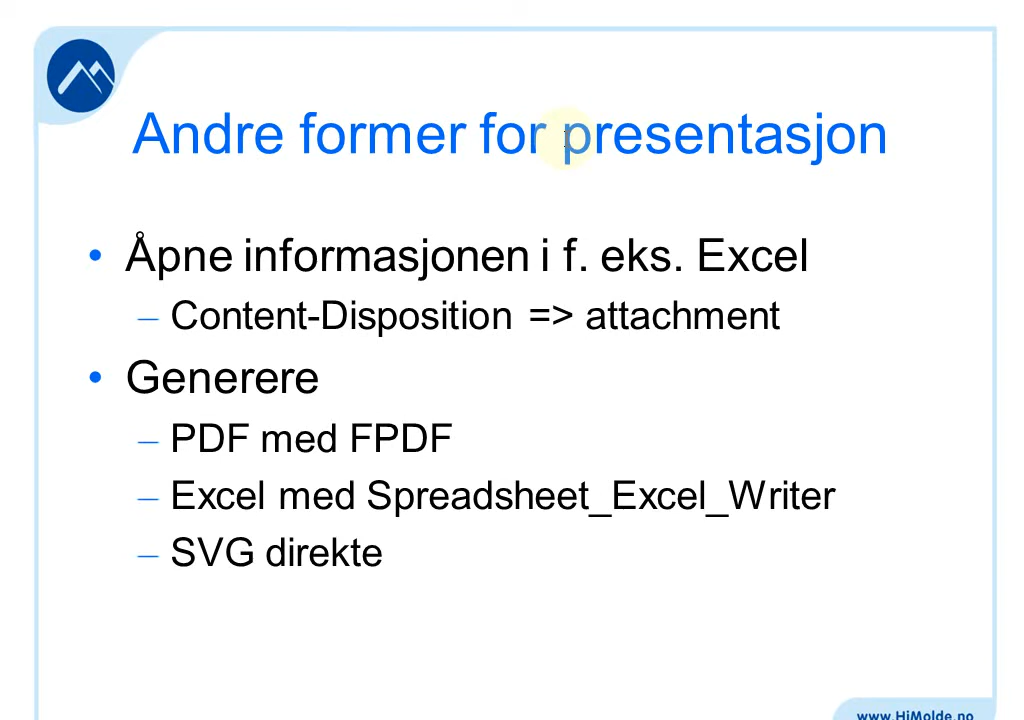 Andre former for presentasjon
• Åpne informasjonen i f. eks. Excel
– Content-Disposition => attachment
• Generere
– PDF med FPDF
– Excel med Spreadsheet_Excel_Writer
– SVG direkte
www.HiMolde.no